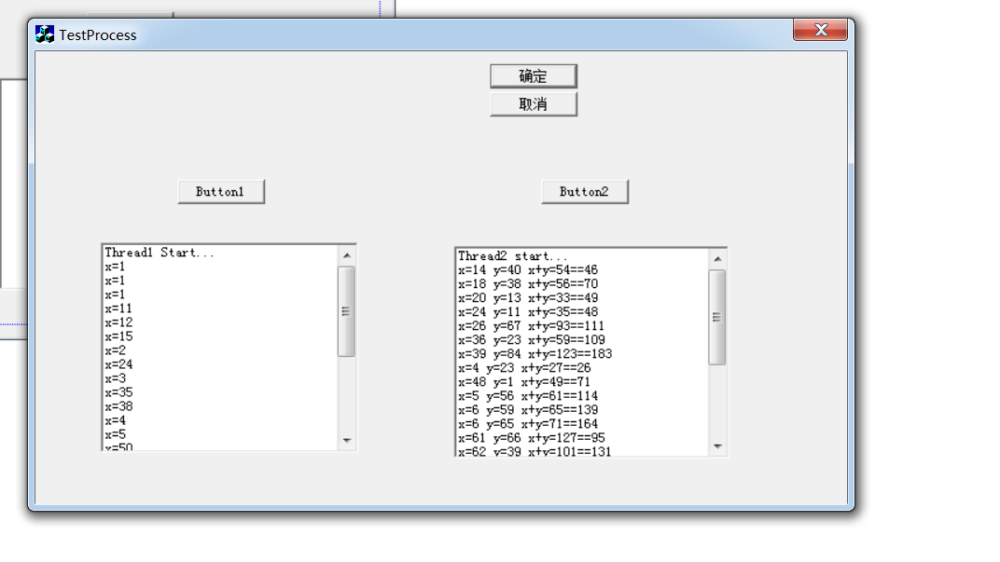 TestProcess
确定
取消
Button1
Button2
Thread1 Start...
x=1
x=1
x=1
x=11
x=12
x=15
x=2
x=24
x=3
x=35
x=38
x=4
x=5
x=50
Thread2 start...
x=14 y=40 x+y=54==46
x=18 y=38 x+y=56==70
x=20 y=13 x+y=33==49
x=24 y=11 x+y=35==48
x=26 y=67 x+y=93==111
x=36 y=23 x+y=59==109
x=39 y=84 x+y=123==183
x=4 y=23 x+y=27==26
x=48 y=1 x+y=49==71
x=5 y=56 x+y=61==114
x=6 y=59 x+y=65==139
x=6 y=65 x+y=71==164
x=61 y=66 x+y=127==95
x=62 y=39 x+y=101==131